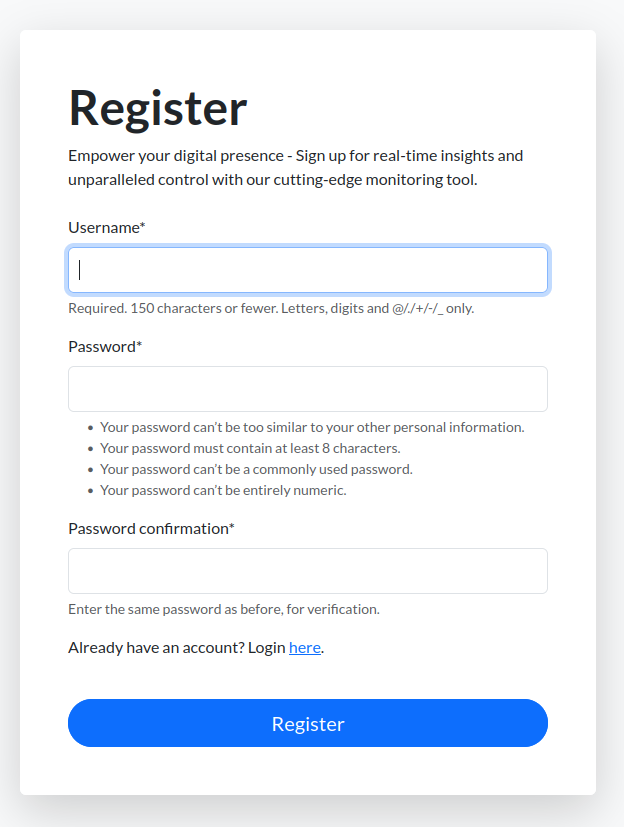 Register
Empower your digital presence - Sign up for real-time insights and
unparalleled control with our cutting-edge monitoring tool.
Username*
Required. 150 characters or fewer. Letters, digits and @/./+/-/_ only.
Password*
• Your password can’t be too similar to your other personal information.
• Your password must contain at least 8 characters.
• Your password can’t be a commonly used password.
• Your password can’t be entirely numeric.
Password confirmation*
Enter the same password as before, for verification.
Already have an account? Login here.
Register